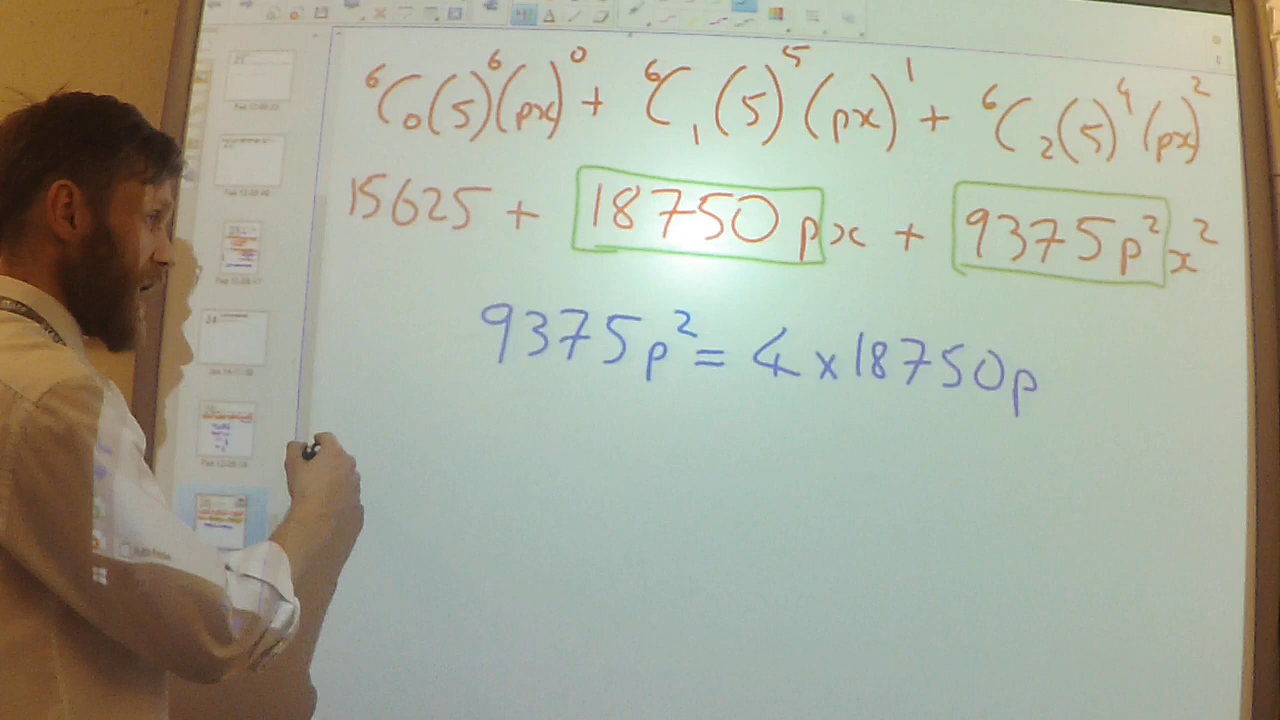 ⁶C₀(5)⁶(px)⁰ + ⁶C₁(5)⁵(px)¹ + ⁶C₂(5)⁴(px)²
15625 + 18750px + 9375p²x²
9375p² = 4 x 18750p